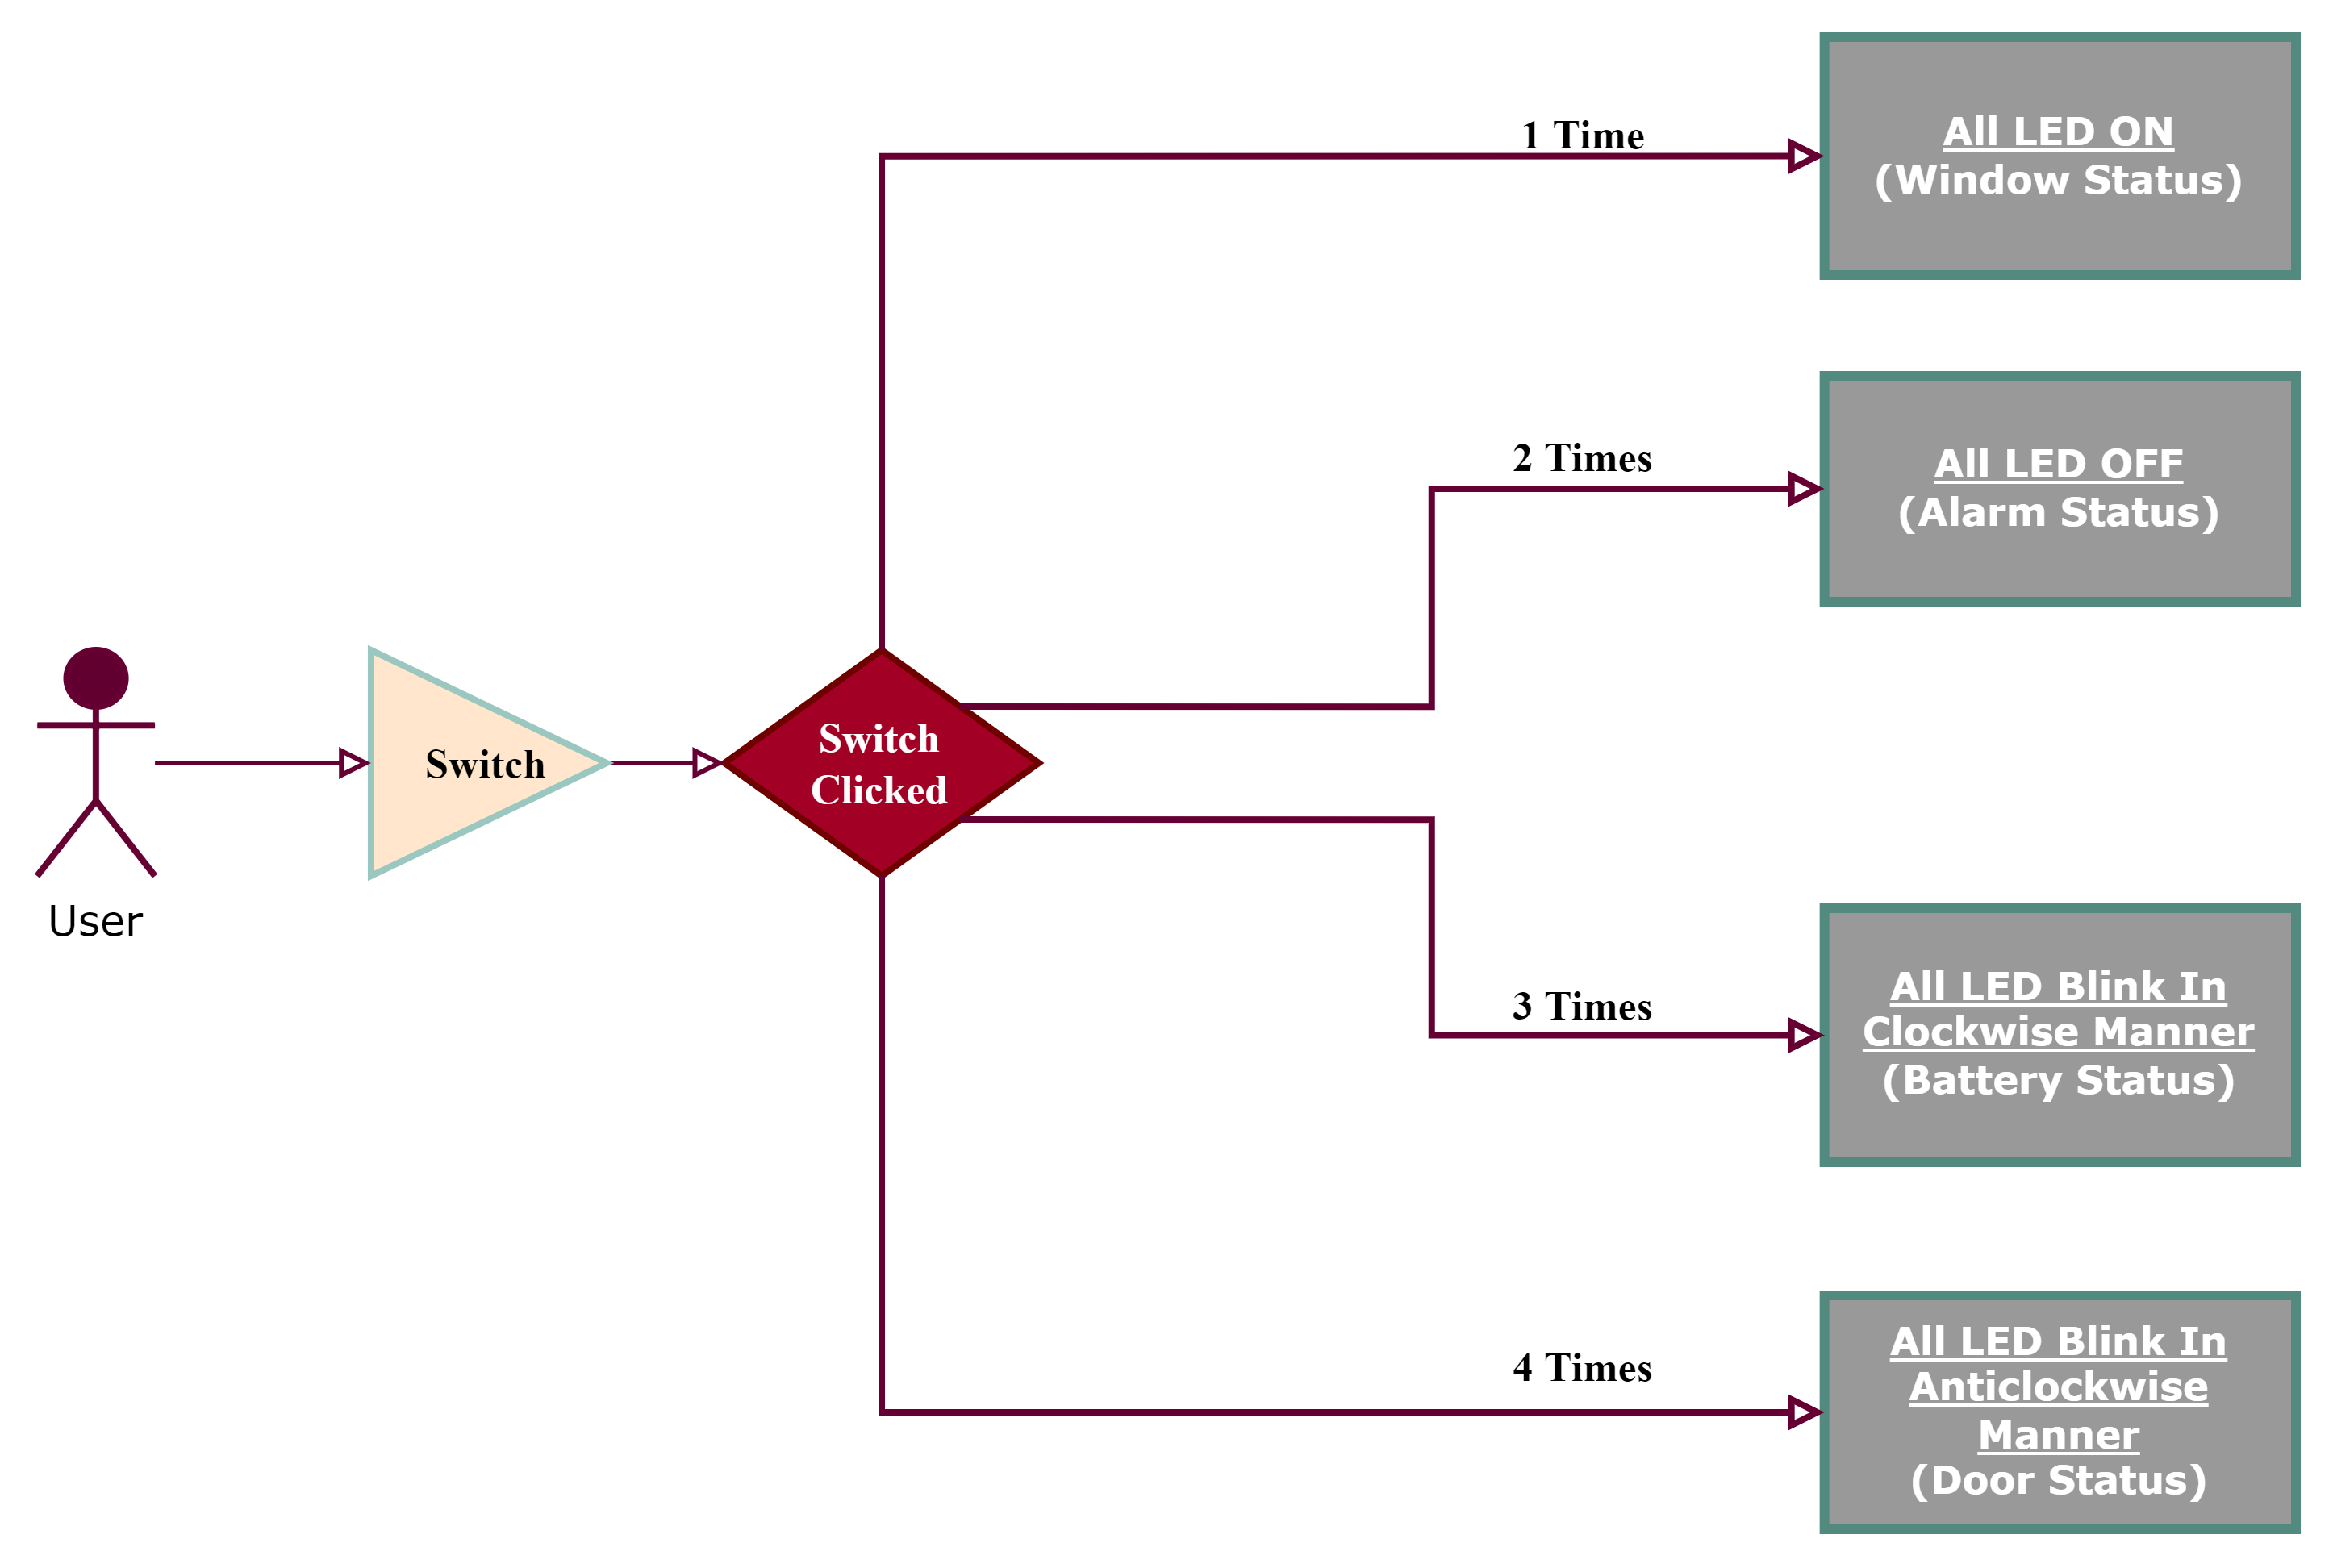 User
Switch
Switch
Clicked
1 Time
All LED ON
(Window Status)
2 Times
All LED OFF
(Alarm Status)
3 Times
All LED Blink In
Clockwise Manner
(Battery Status)
4 Times
All LED Blink In
Anticlockwise
Manner
(Door Status)